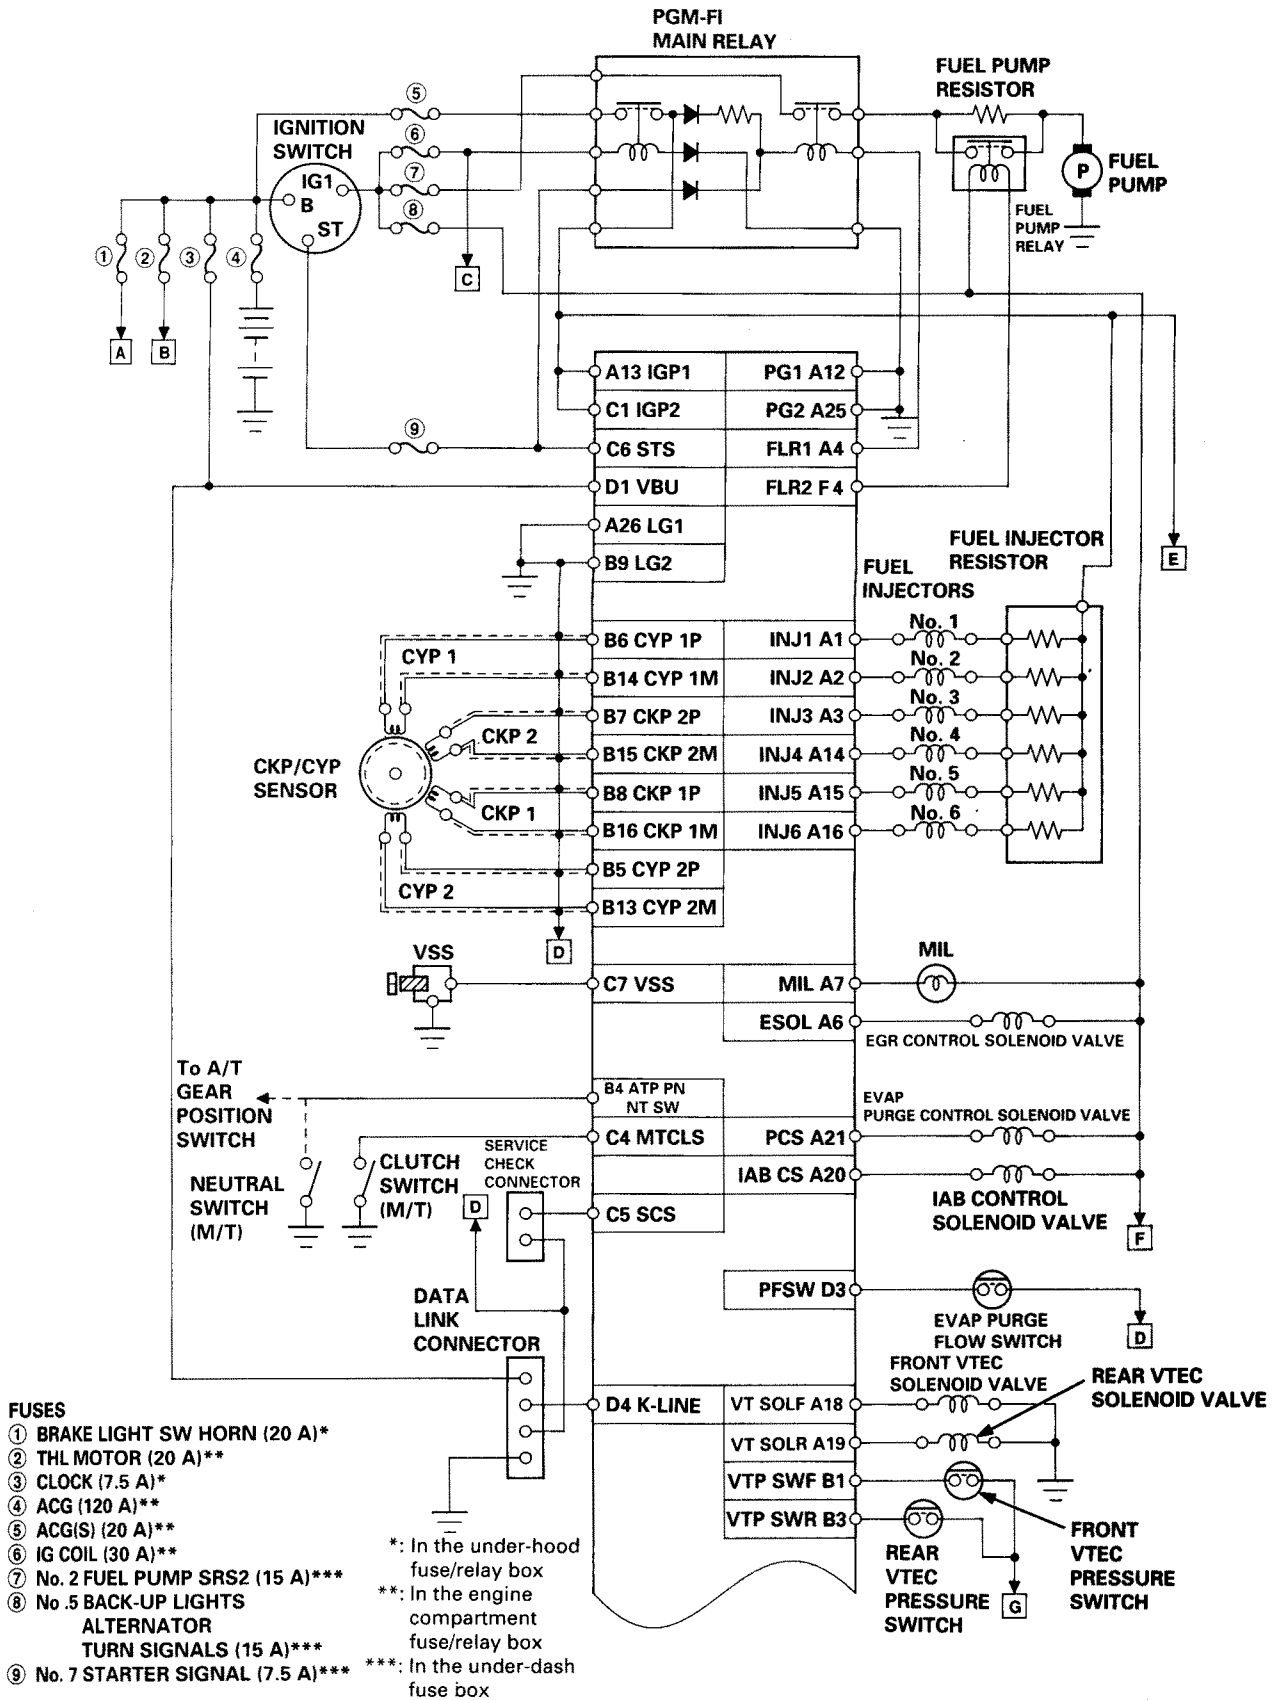 PGM-FI
MAIN RELAY
FUEL PUMP
RESISTOR
⑤
IGNITION
SWITCH
⑥
IG1
⑦
B
⑧
ST
P
FUEL
PUMP
FUEL
PUMP
RELAY
①
②
③
④
C
A
B
A13 IGP1
PG1 A12
C1 IGP2
PG2 A25
⑨
C6 STS
FLR1 A4
D1 VBU
FLR2 F4
A26 LG1
B9 LG2
FUEL INJECTOR
RESISTOR
E
FUEL
INJECTORS
No. 1
B6 CYP 1P
INJ1 A1
CYP 1
No. 2
B14 CYP 1M
INJ2 A2
No. 3
B7 CKP 2P
INJ3 A3
CKP 2
No. 4
B15 CKP 2M
INJ4 A14
CKP/CYP
SENSOR
No. 5
B8 CKP 1P
INJ5 A15
CKP 1
No. 6
B16 CKP 1M
INJ6 A16
B5 CYP 2P
CYP 2
B13 CYP 2M
D
VSS
MIL
C7 VSS
MIL A7
ESOL A6
EGR CONTROL SOLENOID VALVE
To A/T
GEAR
POSITION
SWITCH
B4 ATP PN
NT SW
EVAP
PURGE CONTROL SOLENOID VALVE
C4 MTCLS
PCS A21
SERVICE
CHECK
CONNECTOR
CLUTCH
SWITCH
(M/T)
NEUTRAL
SWITCH
(M/T)
IAB CS A20
IAB CONTROL
SOLENOID VALVE
D
C5 SCS
F
PFSW D3
DATA
LINK
CONNECTOR
EVAP PURGE
FLOW SWITCH
D
FRONT VTEC
SOLENOID VALVE
REAR VTEC
SOLENOID VALVE
D4 K-LINE
VT SOLF A18
VT SOLR A19
VTP SWF B1
VTP SWR B3
FRONT
VTEC
PRESSURE
SWITCH
REAR
VTEC
PRESSURE
SWITCH
G
FUSES
① BRAKE LIGHT SW HORN (20 A)*
② THL MOTOR (20 A)**
③ CLOCK (7.5 A)*
④ ACG (120 A)**
⑤ ACG(S) (20 A)**
⑥ IG COIL (30 A)**
⑦ No. 2 FUEL PUMP SRS2 (15 A)***
⑧ No .5 BACK-UP LIGHTS
ALTERNATOR
TURN SIGNALS (15 A)***
⑨ No. 7 STARTER SIGNAL (7.5 A)***
*: In the under-hood
fuse/relay box
**: In the engine
compartment
fuse/relay box
***: In the under-dash
fuse box